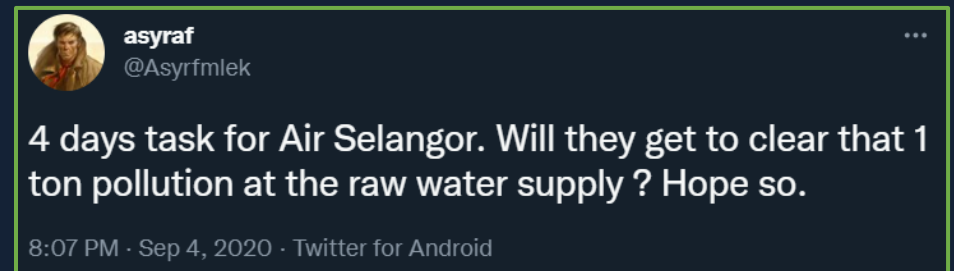 asyraf
@Asyrfmlek
4 days task for Air Selangor. Will they get to clear that 1
ton pollution at the raw water supply ? Hope so.
8:07 PM · Sep 4, 2020 · Twitter for Android